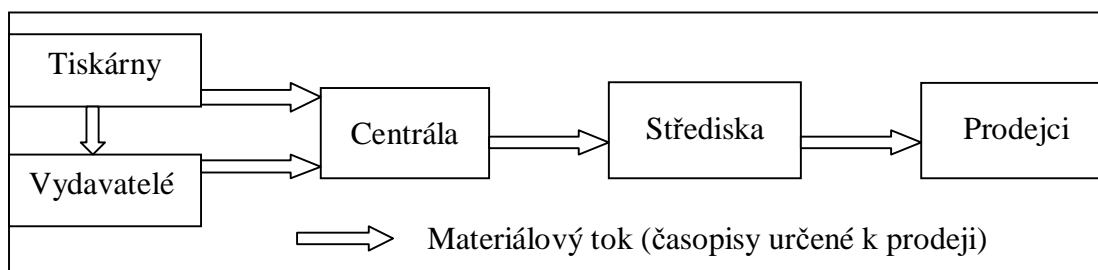 Tiskárny
Vydavatelé
Centrála
Střediska
Prodejci
Materiálový tok (časopisy určené k prodeji)